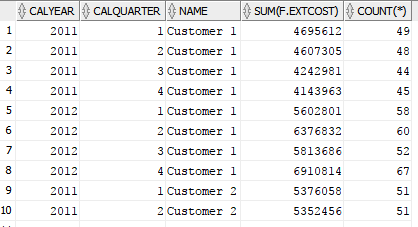 CALYEAR CALQUARTER NAME SUM(F.EXTCOST) COUNT(*)
1 2011 1 Customer 1 4695612 49
2 2011 2 Customer 1 4607305 48
3 2011 3 Customer 1 4242981 44
4 2011 4 Customer 1 4143963 45
5 2012 1 Customer 1 5602801 58
6 2012 2 Customer 1 6376832 60
7 2012 3 Customer 1 5813686 52
8 2012 4 Customer 1 6910814 67
9 2011 1 Customer 2 5376058 51
10 2011 2 Customer 2 5352456 51